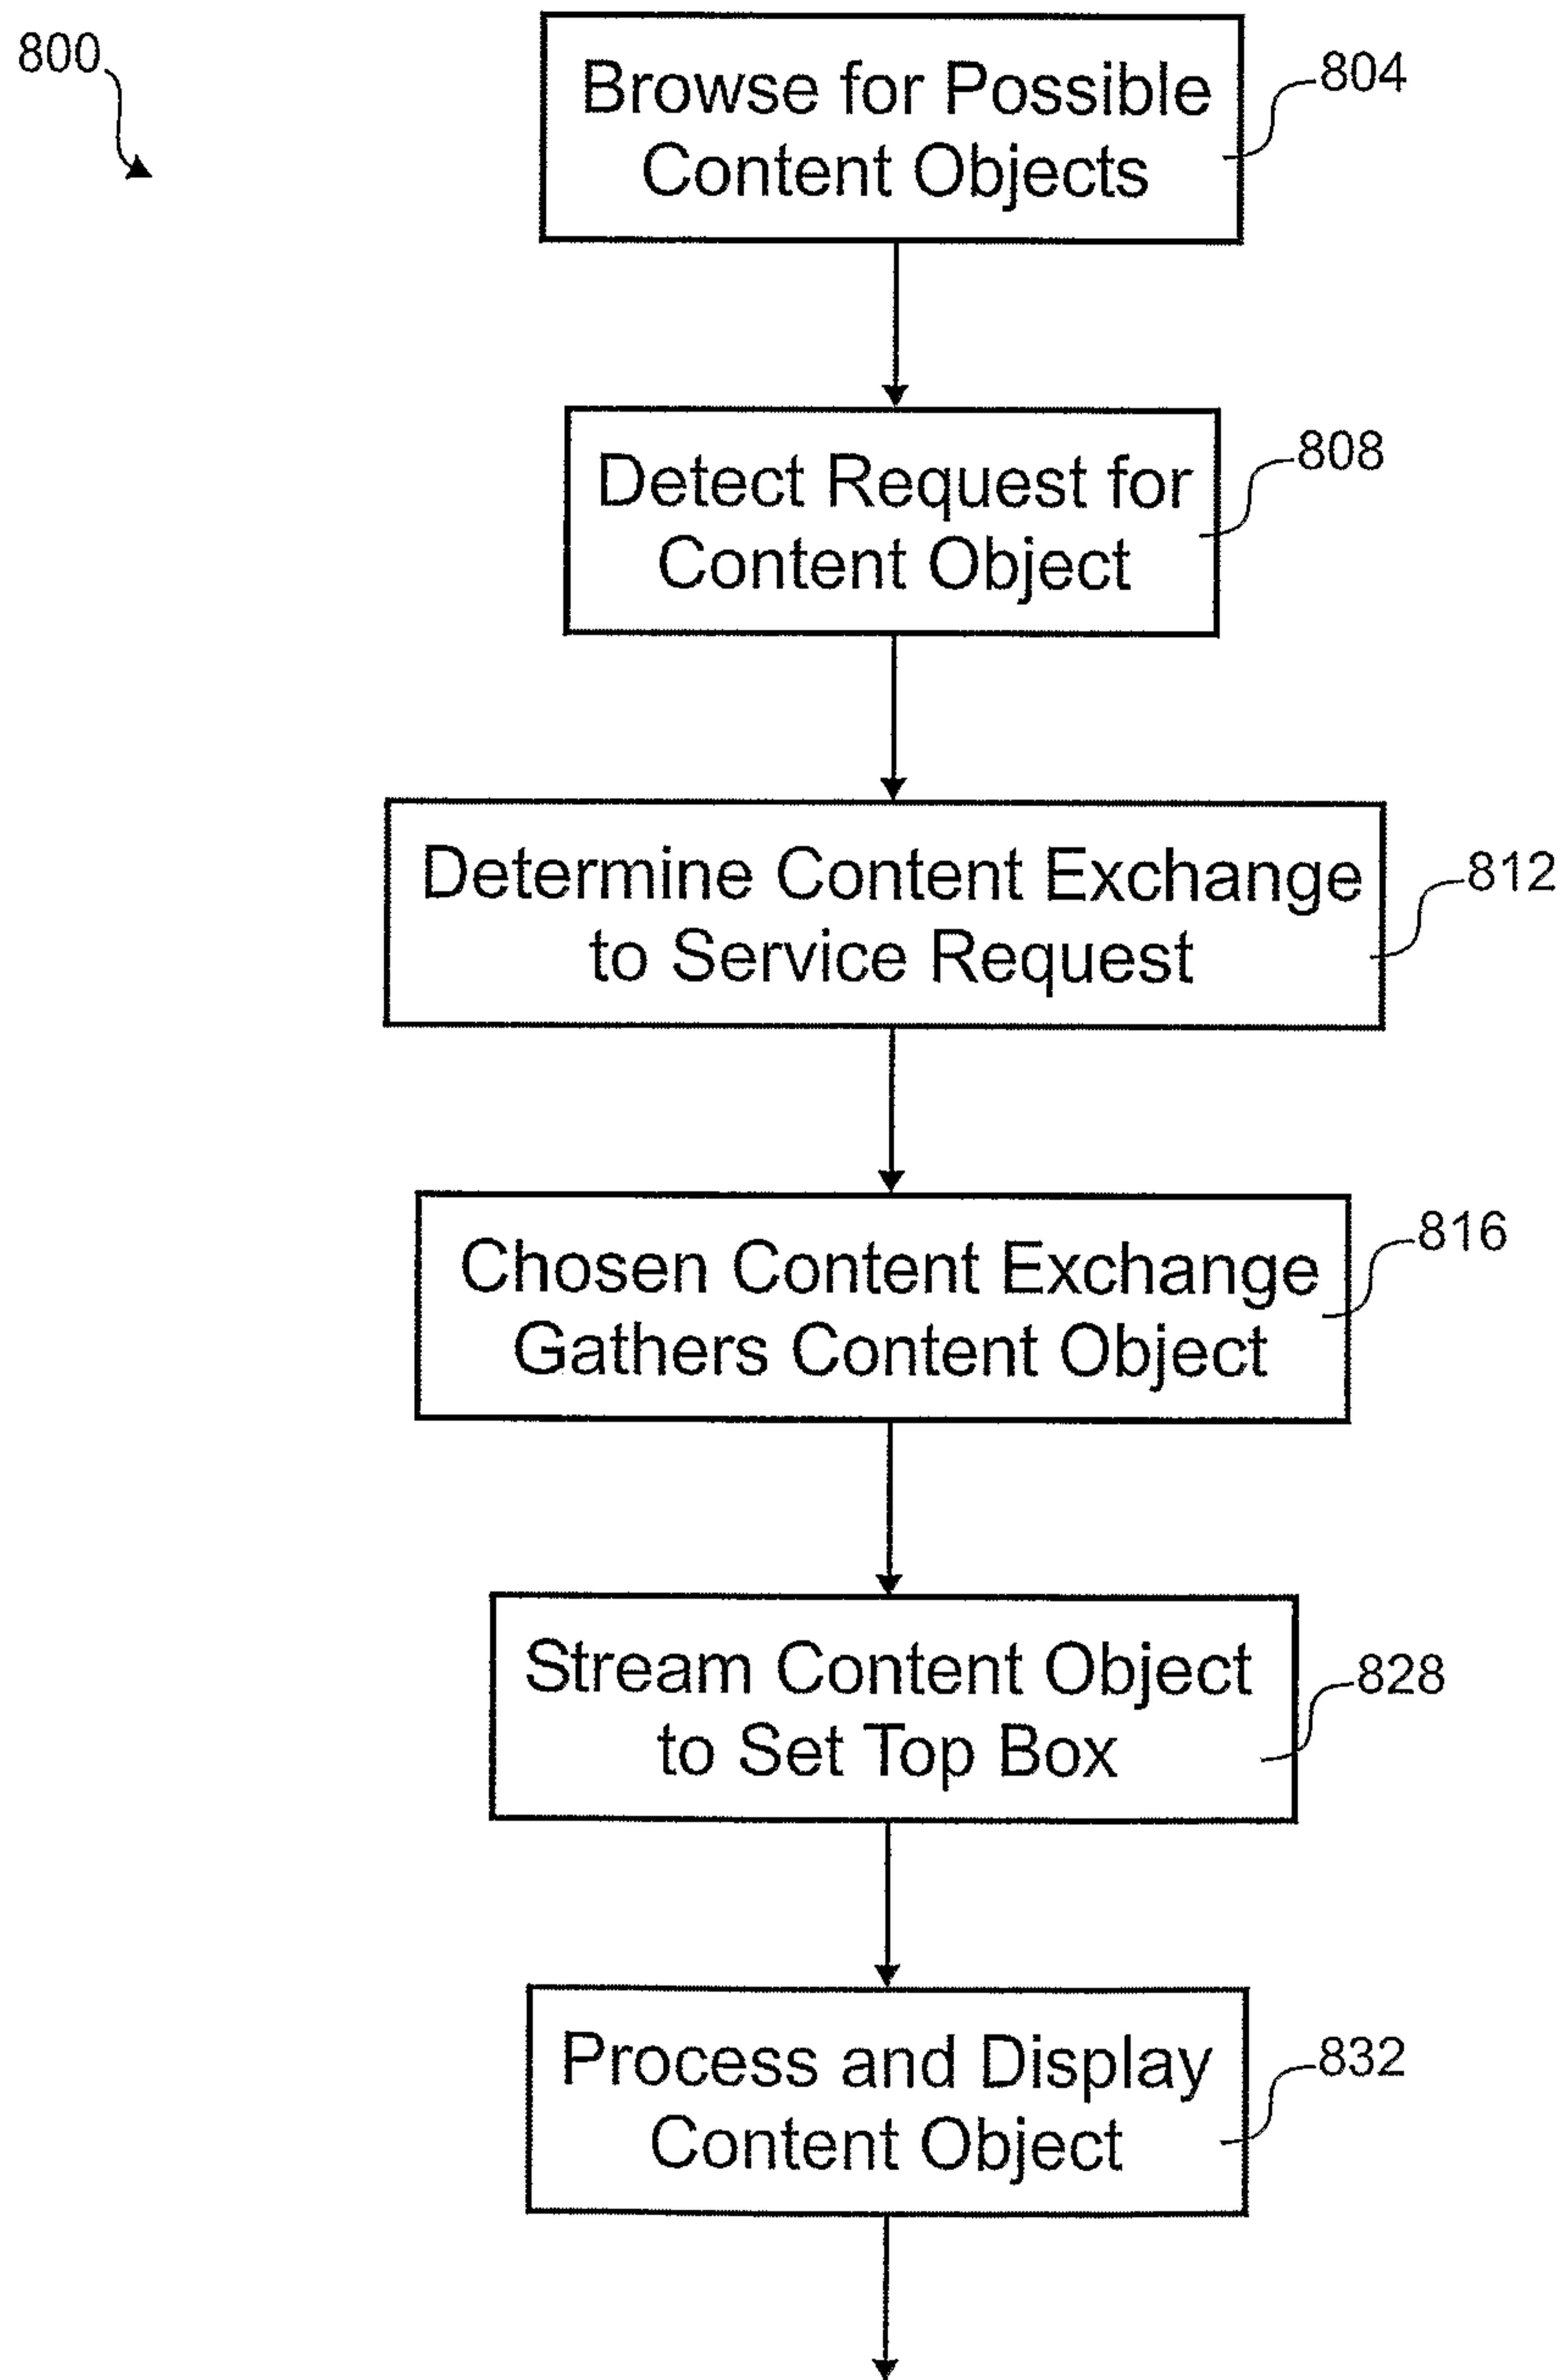 800
Browse for Possible
Content Objects
804
Detect Request for
Content Object
808
Determine Content Exchange
to Service Request
812
Chosen Content Exchange
Gathers Content Object
816
Stream Content Object
to Set Top Box
828
Process and Display
Content Object
832